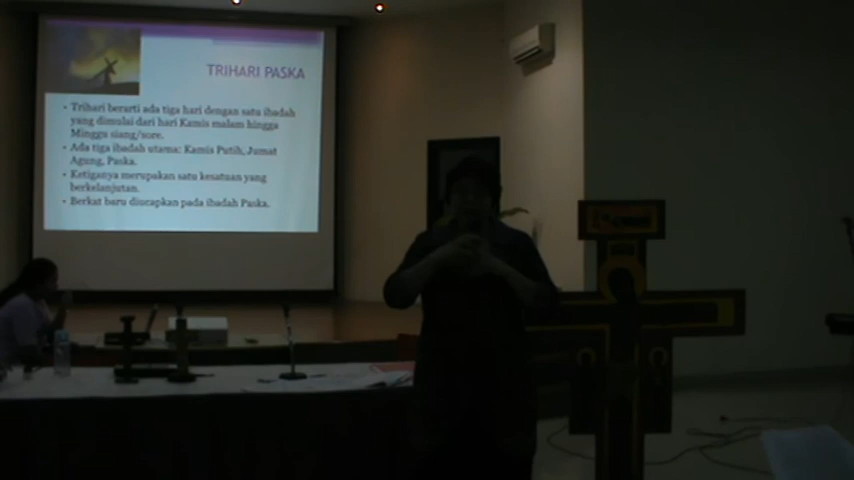 TRIHARI PASKA
• Trihari berarti ada tiga hari dengan satu ibadah
yang dimulai dari hari Kamis malam hingga
Minggu siang/sore.
• Ada tiga ibadah utama: Kamis Putih, Jumat
Agung, Paska.
• Ketiganya merupakan satu kesatuan yang
berkelanjutan.
• Berkat baru diucapkan pada ibadah Paska.